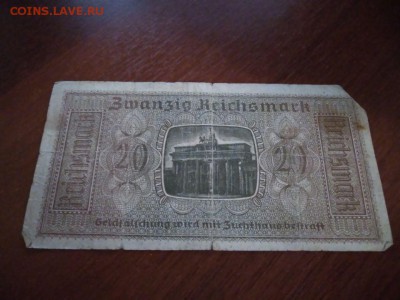 COINS.LAVE.RU
Zwanzig Reichsmark
Reichsmark
20
20
Reichsmark
Geldfälschung wird mit Zuchthaus bestraft